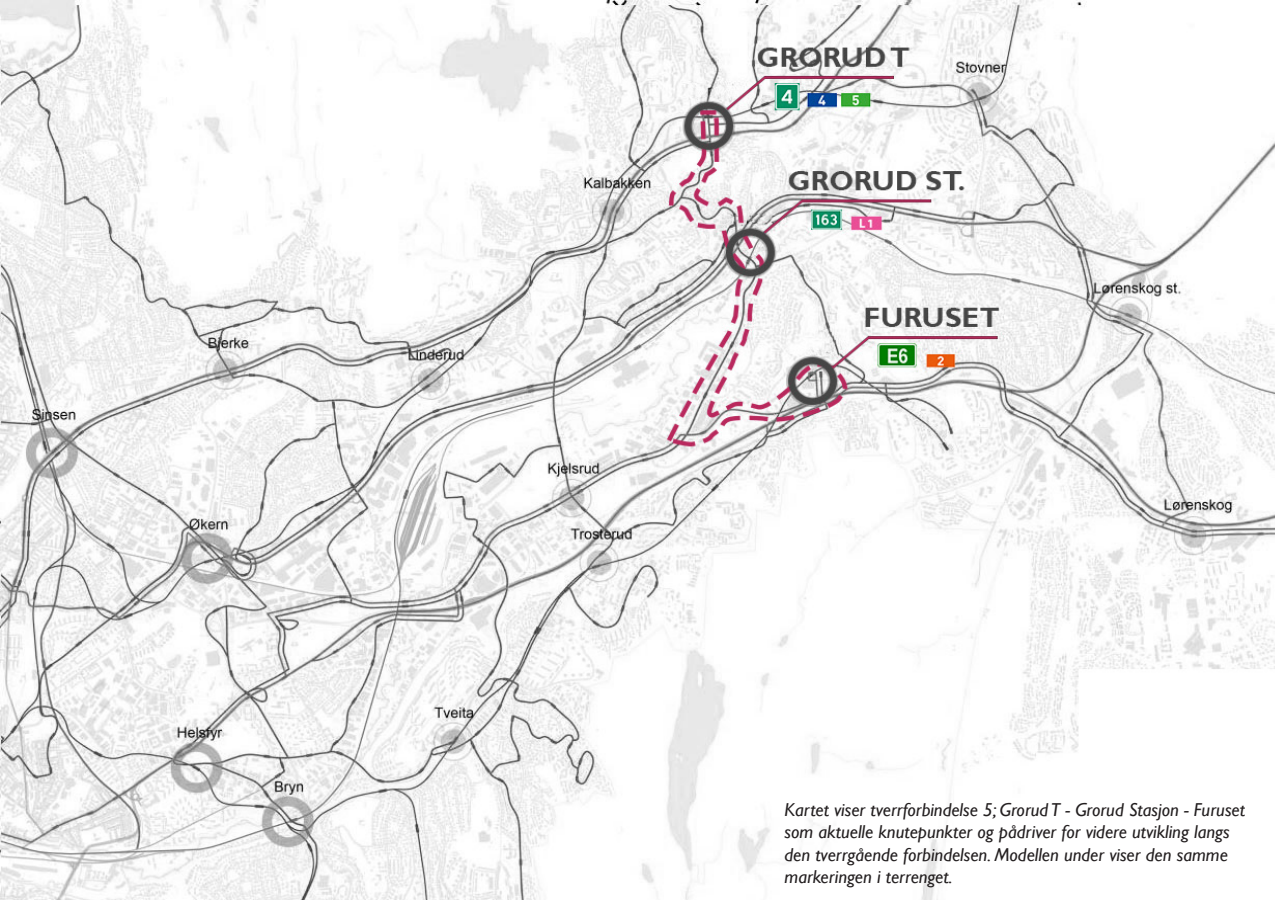 GRORUD T
Stovner
4 4 5
Kalbakken
GRORUD ST.
163 L1
Lørenskog st.
FURUSET
E6 2
Bjerke
Linderud
Sinsen
Kjelsrud
Økern
Trosterud
Lørenskog
Tveita
Helsfyr
Bryn
Kartet viser tverrforbindelse 5; Grorud T - Grorud Stasjon - Furuset
som aktuelle knutepunkter og pådriver for videre utvikling langs
den tverrgående forbindelsen. Modellen under viser den samme
markeringen i terrenget.